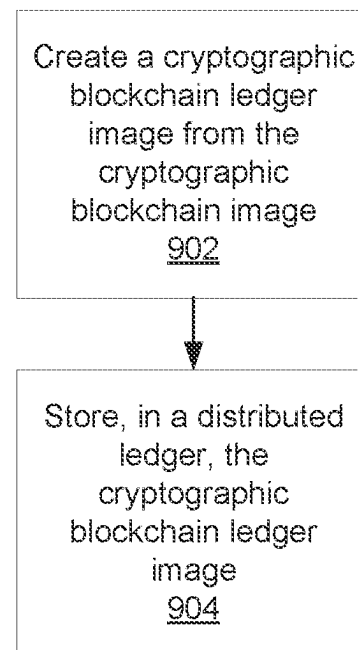 Create a cryptographic
blockchain ledger
image from the
cryptographic
blockchain image
902
Store, in a distributed
ledger, the
cryptographic
blockchain ledger
image
904